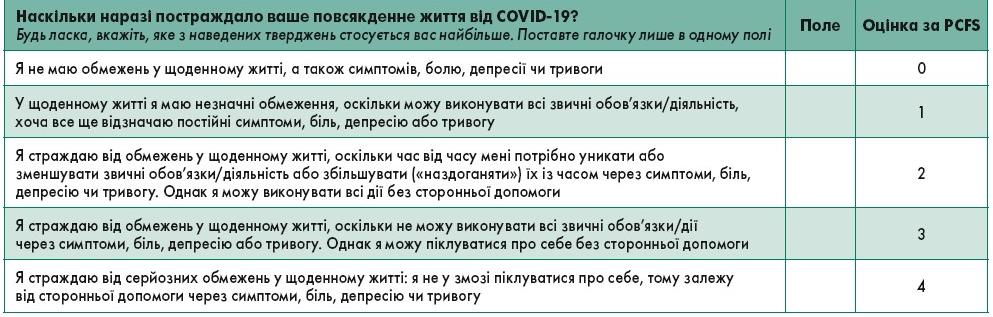 Наскільки наразі постраждало ваше повсякденне життя від COVID-19?
Будь ласка, вкажіть, яке з наведених тверджень стосується вас найбільше. Поставте галочку лише в одному полі
Поле
Оцінка за PCFS
Я не маю обмежень у щоденному житті, а також симптомів, болю, депресії чи тривоги
0
У щоденному житті я маю незначні обмеження, оскільки можу виконувати всі звичні обов’язки/діяльність,
хоча все ще відзначаю постійні симптоми, біль, депресію або тривогу
1
Я страждаю від обмежень у щоденному житті, оскільки час від часу мені потрібно уникати або
зменшувати звичні обов’язки/діяльність або збільшувати («наздоганяти») їх із часом через симптоми, біль,
депресію чи тривогу. Однак я можу виконувати всі дії без сторонньої допомоги
2
Я страждаю від обмежень у щоденному житті, оскільки не можу виконувати всі звичні обов’язки/дії
через симптоми, біль, депресію або тривогу. Однак я можу піклуватися про себе без сторонньої допомоги
3
Я страждаю від серйозних обмежень у щоденному житті: я не у змозі піклуватися про себе, тому залежу
від сторонньої допомоги через симптоми, біль, депресію чи тривогу
4